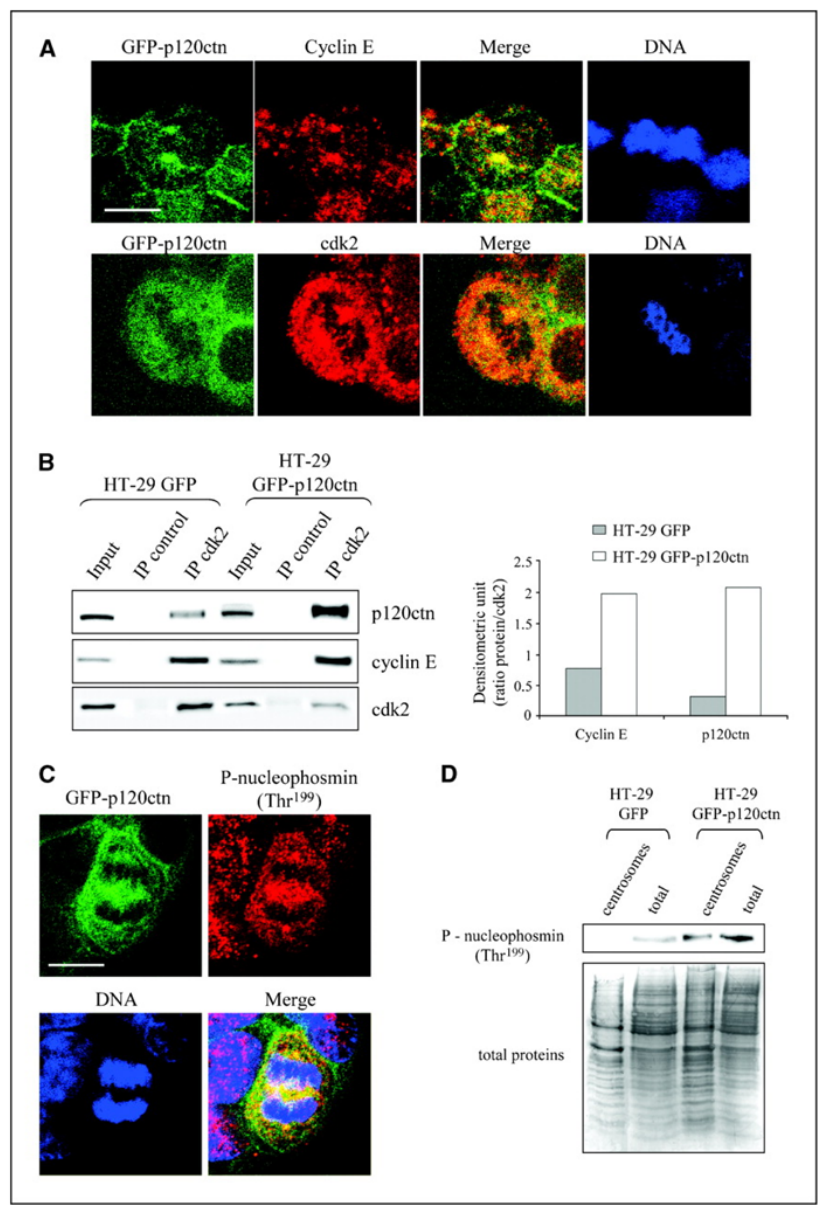 A
GFP-p120ctn Cyclin E Merge DNA
GFP-p120ctn cdk2 Merge DNA
B
HT-29 GFP
HT-29
GFP-p120ctn
Input IP control IP cdk2 Input IP control IP cdk2
p120ctn
cyclin E
cdk2
HT-29 GFP
HT-29 GFP-p120ctn
Densitometric unit
(ratio protein/cdk2)
2.5
2
1.5
1
0.5
0
Cyclin E p120ctn
C
GFP-p120ctn
P-nucleophosmin
(Thr¹⁹⁹)
DNA Merge
D
HT-29
GFP
HT-29
GFP-p120ctn
centrosomes total centrosomes total
P - nucleophosmin
(Thr¹⁹⁹)
total proteins